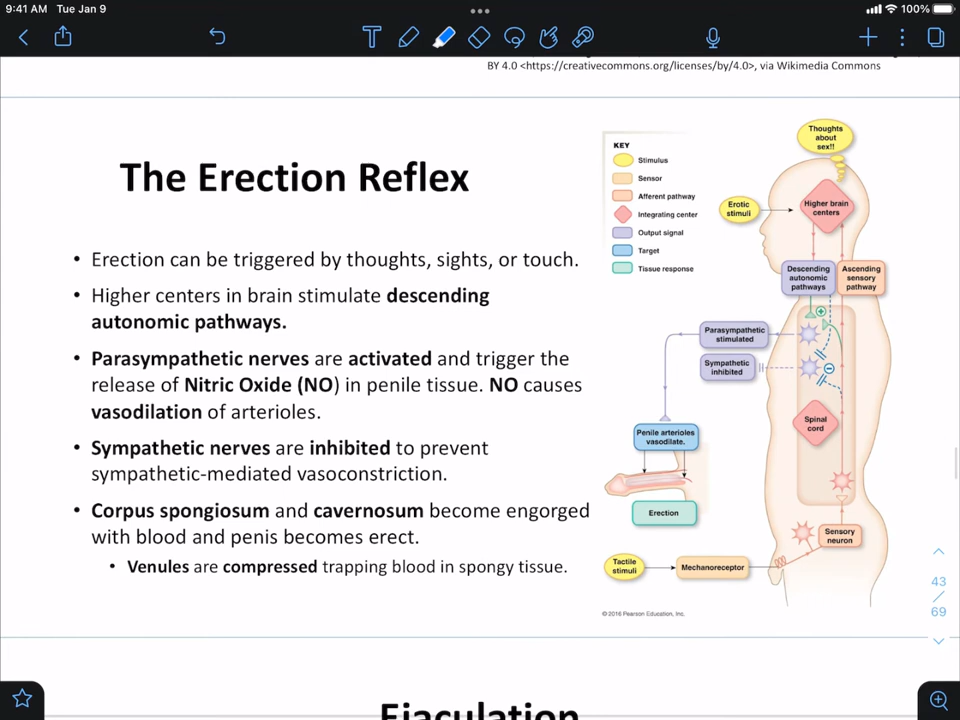 9:41 AM Tue Jan 9
100%
BY 4.0 <https://creativecommons.org/licenses/by/4.0>, via Wikimedia Commons
The Erection Reflex
• Erection can be triggered by thoughts, sights, or touch.
• Higher centers in brain stimulate descending
autonomic pathways.
• Parasympathetic nerves are activated and trigger the
release of Nitric Oxide (NO) in penile tissue. NO causes
vasodilation of arterioles.
• Sympathetic nerves are inhibited to prevent
sympathetic-mediated vasoconstriction.
• Corpus spongiosum and cavernosum become engorged
with blood and penis becomes erect.
• Venules are compressed trapping blood in spongy tissue.
KEY
Stimulus
Sensor
Afferent pathway
Integrating center
Output signal
Target
Tissue response
Thoughts
about
sex!!
Erotic
stimuli
Higher brain
centers
Descending
autonomic
pathways
Ascending
sensory
pathway
Parasympathetic
stimulated
Sympathetic
inhibited
Spinal
cord
Penile arterioles
vasodilate.
Erection
Sensory
neuron
Tactile
stimuli
Mechanoreceptor
© 2016 Pearson Education, Inc.
43
/
69
Ejaculation